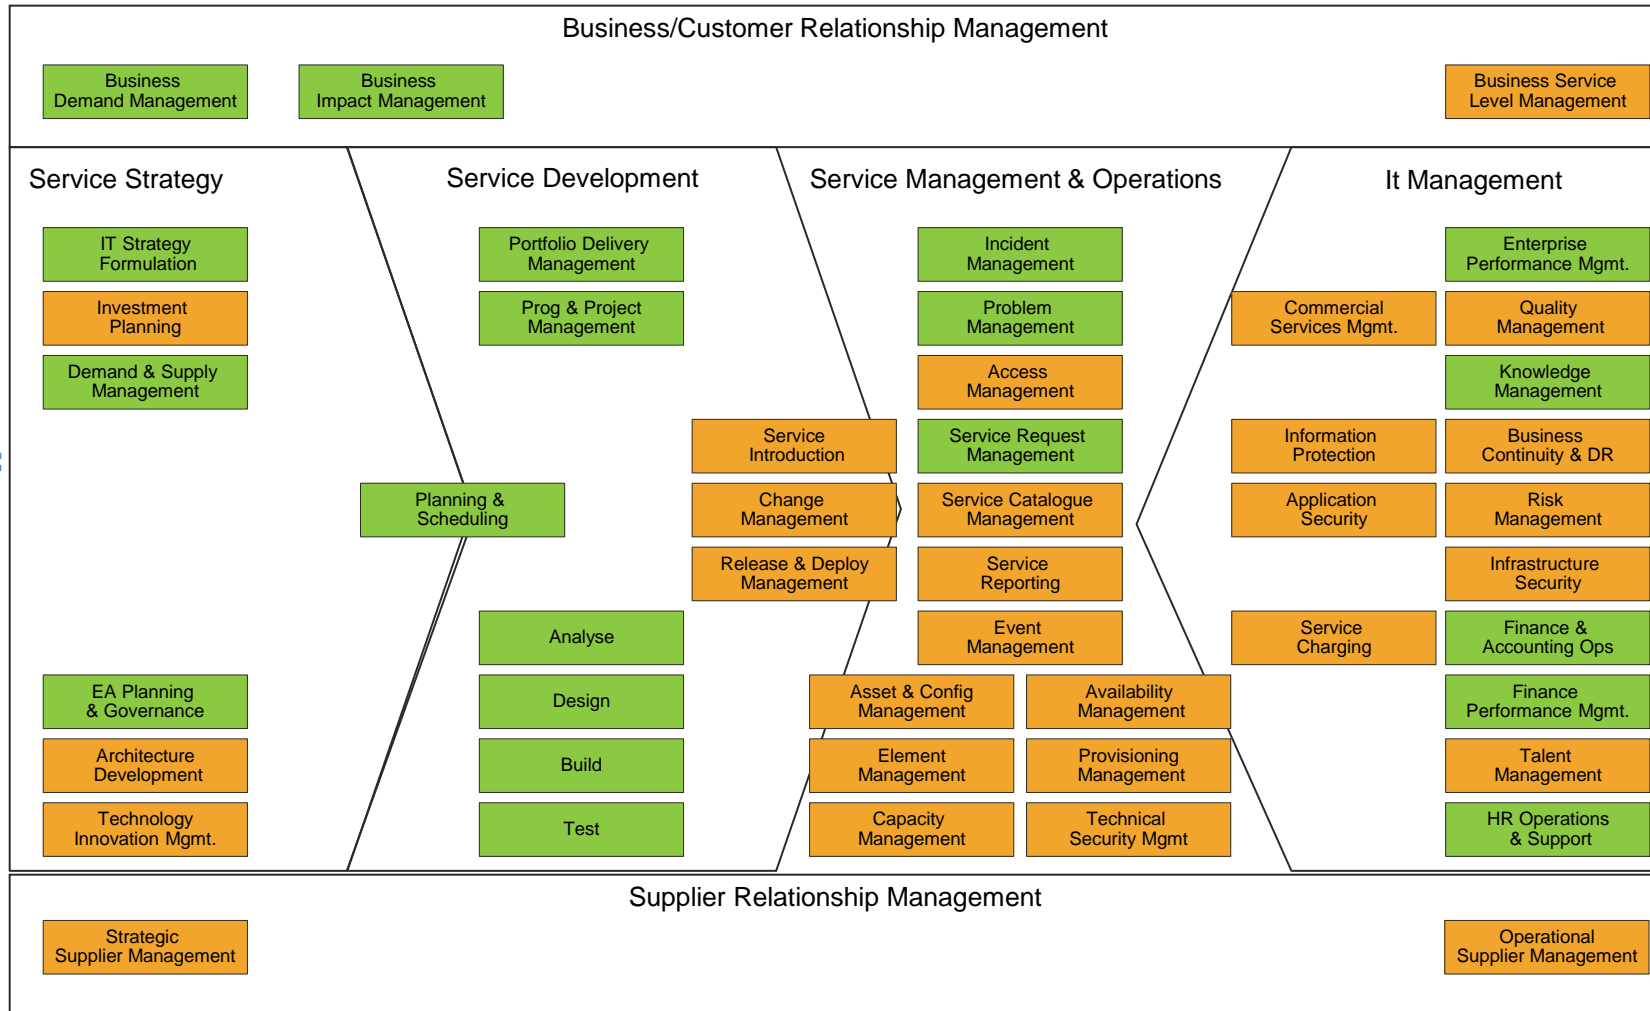 Business/Customer Relationship Management
Business
Demand Management
Business
Impact Management
Business Service
Level Management
Service Strategy
IT Strategy
Formulation
Investment
Planning
Demand & Supply
Management
Planning &
Scheduling
EA Planning
& Governance
Architecture
Development
Technology
Innovation Mgmt.
Service Development
Portfolio Delivery
Management
Prog & Project
Management
Service
Introduction
Change
Management
Release & Deploy
Management
Analyse
Design
Build
Test
Service Management & Operations
Incident
Management
Problem
Management
Access
Management
Service Request
Management
Service Catalogue
Management
Service
Reporting
Event
Management
Asset & Config
Management
Availability
Management
Element
Management
Provisioning
Management
Capacity
Management
Technical
Security Mgmt
It Management
Enterprise
Performance Mgmt.
Commercial
Services Mgmt.
Quality
Management
Knowledge
Management
Information
Protection
Business
Continuity & DR
Application
Security
Risk
Management
Infrastructure
Security
Service
Charging
Finance &
Accounting Ops
Finance
Performance Mgmt.
Talent
Management
HR Operations
& Support
Supplier Relationship Management
Strategic
Supplier Management
Operational
Supplier Management